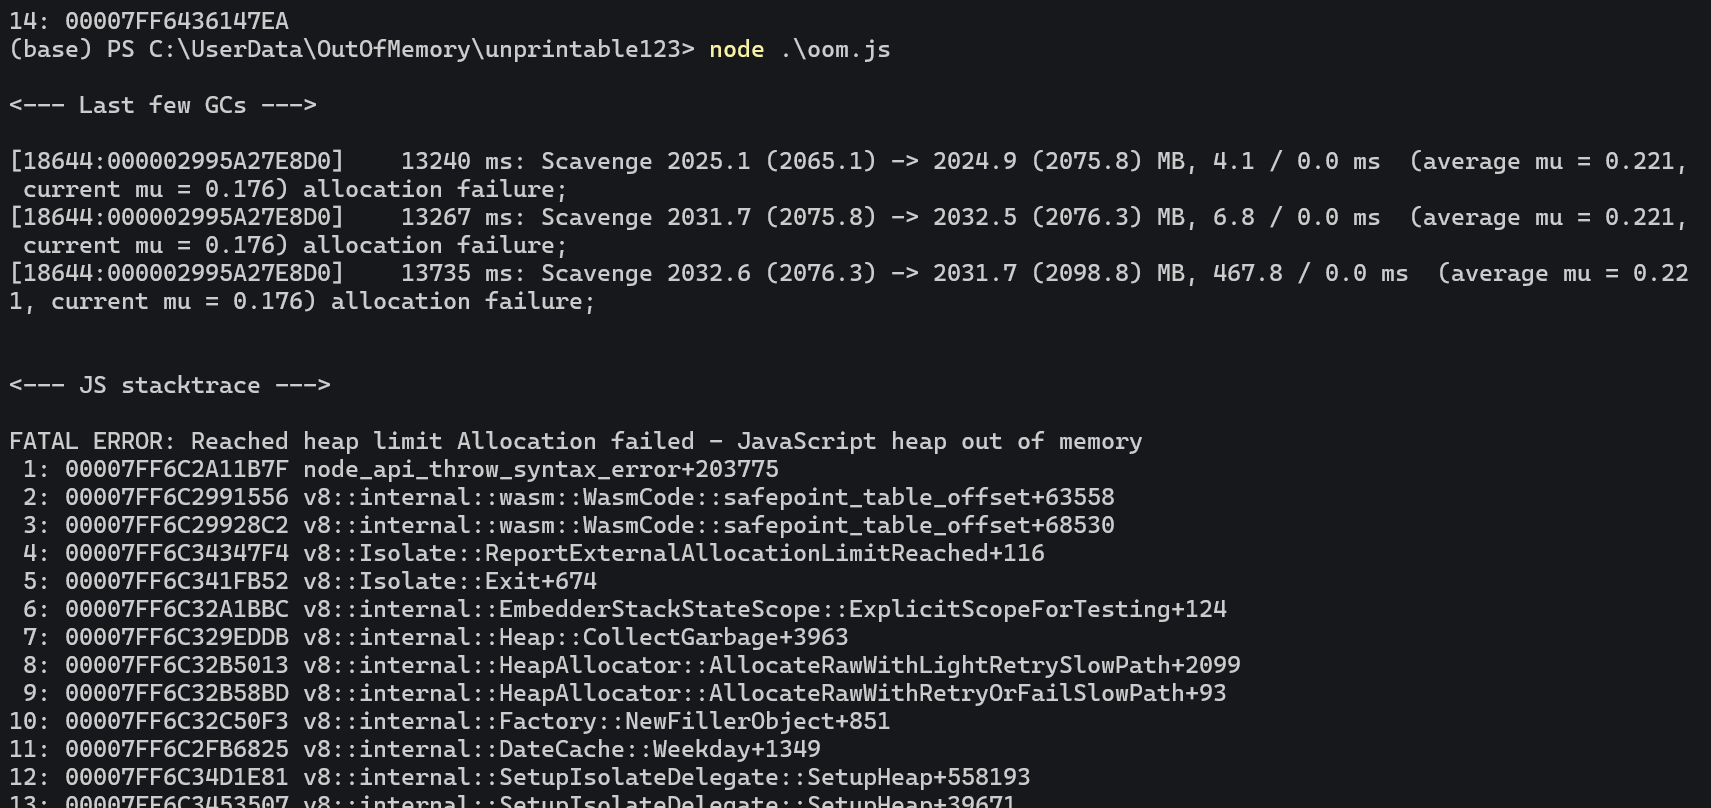 14: 00007FF6436147EA
(base) PS C:\UserData\OutOfMemory\unprintable123> node .\oom.js
<--- Last few GCs --->
[18644:000002995A27E8D0]    13240 ms: Scavenge 2025.1 (2065.1) -> 2024.9 (2075.8) MB, 4.1 / 0.0 ms  (average mu = 0.221,
 current mu = 0.176) allocation failure;
[18644:000002995A27E8D0]    13267 ms: Scavenge 2031.7 (2075.8) -> 2032.5 (2076.3) MB, 6.8 / 0.0 ms  (average mu = 0.221,
 current mu = 0.176) allocation failure;
[18644:000002995A27E8D0]    13735 ms: Scavenge 2032.6 (2076.3) -> 2031.7 (2098.8) MB, 467.8 / 0.0 ms  (average mu = 0.22
1, current mu = 0.176) allocation failure;
<--- JS stacktrace --->
FATAL ERROR: Reached heap limit Allocation failed - JavaScript heap out of memory
 1: 00007FF6C2A11B7F node_api_throw_syntax_error+203775
 2: 00007FF6C2991556 v8::internal::wasm::WasmCode::safepoint_table_offset+63558
 3: 00007FF6C29928C2 v8::internal::wasm::WasmCode::safepoint_table_offset+68530
 4: 00007FF6C34347F4 v8::Isolate::ReportExternalAllocationLimitReached+116
 5: 00007FF6C341FB52 v8::Isolate::Exit+674
 6: 00007FF6C32A1BBC v8::internal::EmbedderStackStateScope::ExplicitScopeForTesting+124
 7: 00007FF6C329EDDB v8::internal::Heap::CollectGarbage+3963
 8: 00007FF6C32B5013 v8::internal::HeapAllocator::AllocateRawWithLightRetrySlowPath+2099
 9: 00007FF6C32B58BD v8::internal::HeapAllocator::AllocateRawWithRetryOrFailSlowPath+93
10: 00007FF6C32C50F3 v8::internal::Factory::NewFillerObject+851
11: 00007FF6C2FB6825 v8::internal::DateCache::Weekday+1349
12: 00007FF6C34D1E81 v8::internal::SetupIsolateDelegate::SetupHeap+558193
13: 00007FF6C3453507 v8::internal::SetupIsolateDelegate::SetupHeap+39671